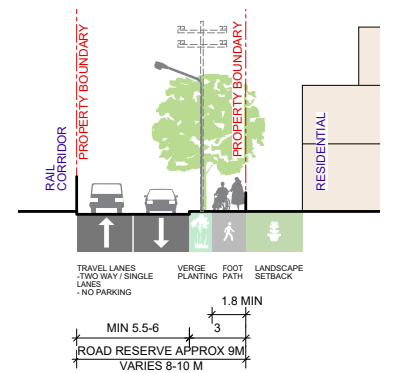 PROPERTY BOUNDARY
PROPERTY BOUNDARY
RAIL
CORRIDOR
RESIDENTIAL
TRAVEL LANES
-TWO WAY / SINGLE
LANES
- NO PARKING
VERGE
PLANTING
FOOT
PATH
LANDSCAPE
SETBACK
1.8 MIN
MIN 5.5-6
3
ROAD RESERVE APPROX 9M
VARIES 8-10 M